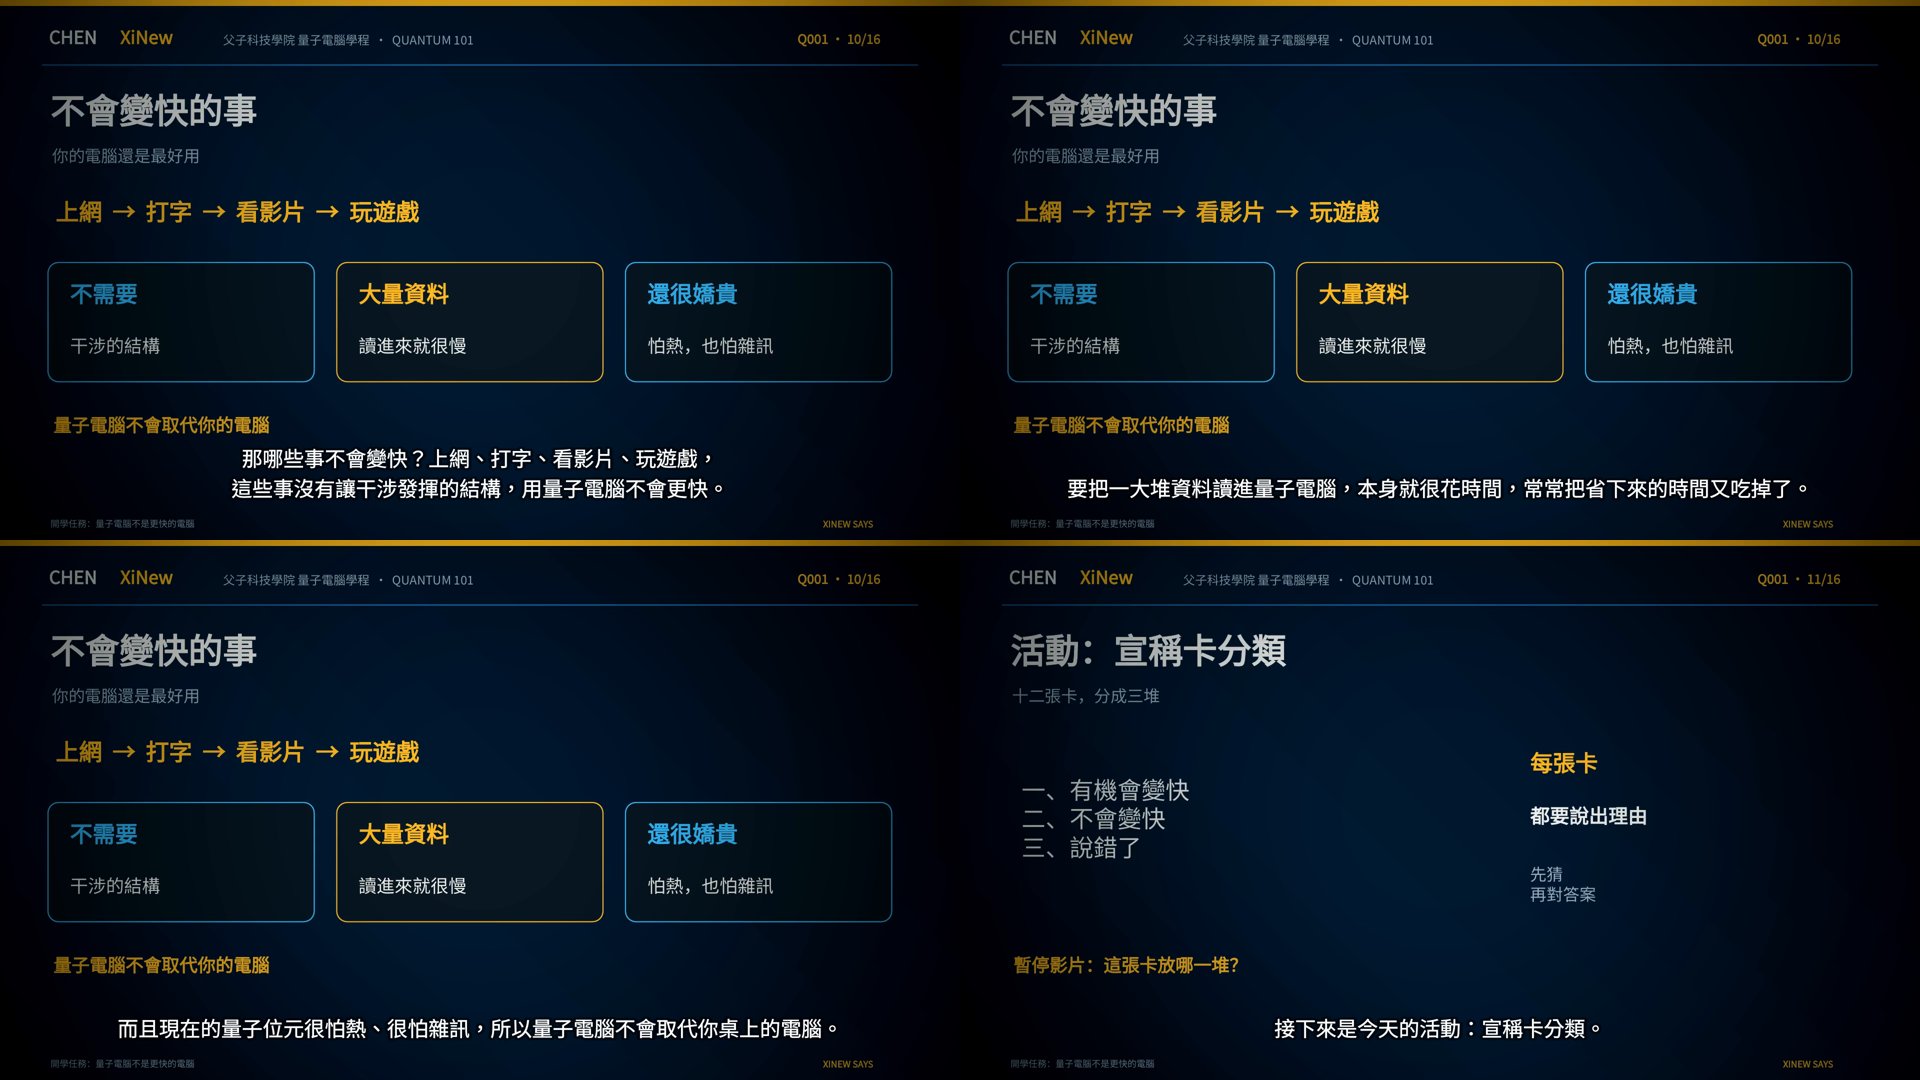 CHEN XiNew 父子科技學院 量子電腦學程 · QUANTUM 101 Q001 · 10/16
不會變快的事
你的電腦還是最好用
上網 → 打字 → 看影片 → 玩遊戲
不需要 大量資料 還很嬌貴
干涉的結構 讀進來就很慢 怕熱，也怕雜訊
量子電腦不會取代你的電腦
那哪些事不會變快？上網、打字、看影片、玩遊戲，
這些事沒有讓干涉發揮的結構，用量子電腦不會更快。
開學任務：量子電腦不是更快的電腦 XINEW SAYS
CHEN XiNew 父子科技學院 量子電腦學程 · QUANTUM 101 Q001 · 10/16
不會變快的事
你的電腦還是最好用
上網 → 打字 → 看影片 → 玩遊戲
不需要 大量資料 還很嬌貴
干涉的結構 讀進來就很慢 怕熱，也怕雜訊
量子電腦不會取代你的電腦
要把一大堆資料讀進量子電腦，本身就很花時間，常常把省下來的時間又吃掉了。
開學任務：量子電腦不是更快的電腦 XINEW SAYS
CHEN XiNew 父子科技學院 量子電腦學程 · QUANTUM 101 Q001 · 10/16
不會變快的事
你的電腦還是最好用
上網 → 打字 → 看影片 → 玩遊戲
不需要 大量資料 還很嬌貴
干涉的結構 讀進來就很慢 怕熱，也怕雜訊
量子電腦不會取代你的電腦
而且現在的量子位元很怕熱、很怕雜訊，所以量子電腦不會取代你桌上的電腦。
開學任務：量子電腦不是更快的電腦 XINEW SAYS
CHEN XiNew 父子科技學院 量子電腦學程 · QUANTUM 101 Q001 · 11/16
活動：宣稱卡分類
十二張卡，分成三堆
一、有機會變快
二、不會變快
三、說錯了
每張卡
都要說出理由
先猜
再對答案
暫停影片：這張卡放哪一堆？
接下來是今天的活動：宣稱卡分類。
開學任務：量子電腦不是更快的電腦 XINEW SAYS